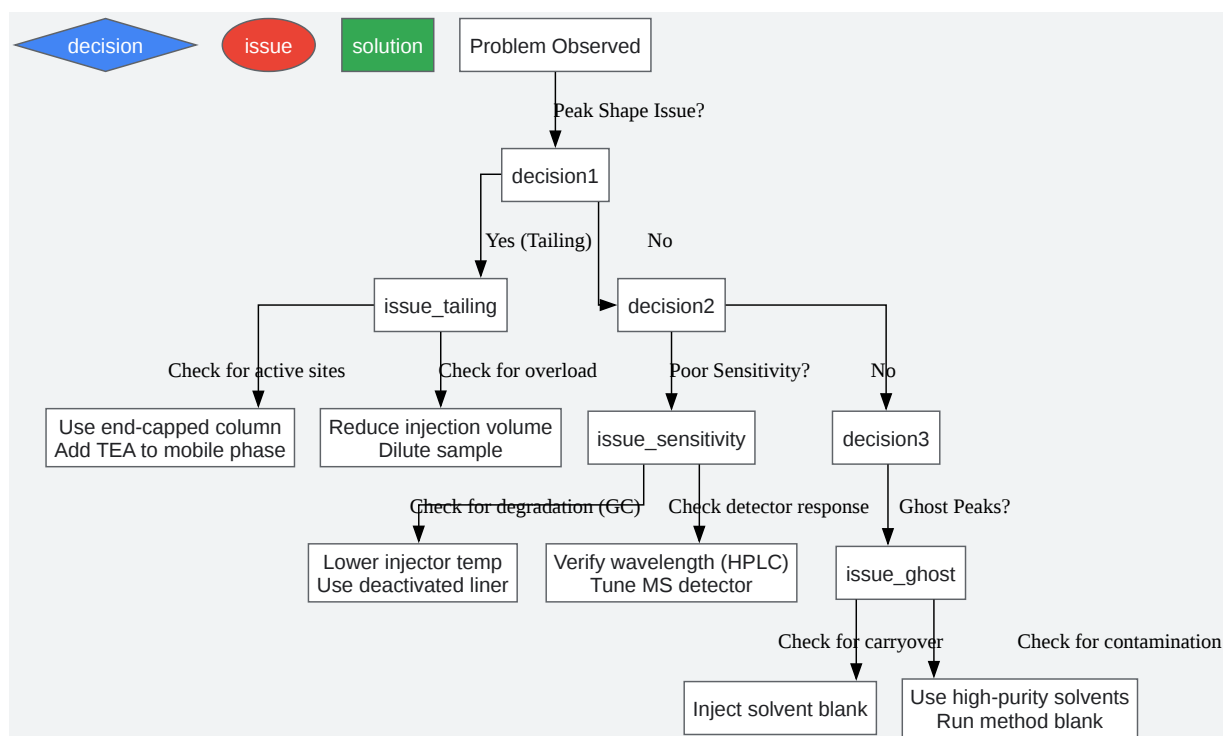 decision
issue
solution
Problem Observed
Peak Shape Issue?
decision1
Yes (Tailing)
No
issue_tailing
decision2
Check for active sites
Check for overload
Poor Sensitivity?
No
Use end-capped column
Add TEA to mobile phase
Reduce injection volume
Dilute sample
issue_sensitivity
decision3
Check for degradation (GC)
Check detector response
Ghost Peaks?
Lower injector temp
Use deactivated liner
Verify wavelength (HPLC)
Tune MS detector
issue_ghost
Check for carryover
Check for contamination
Inject solvent blank
Use high-purity solvents
Run method blank